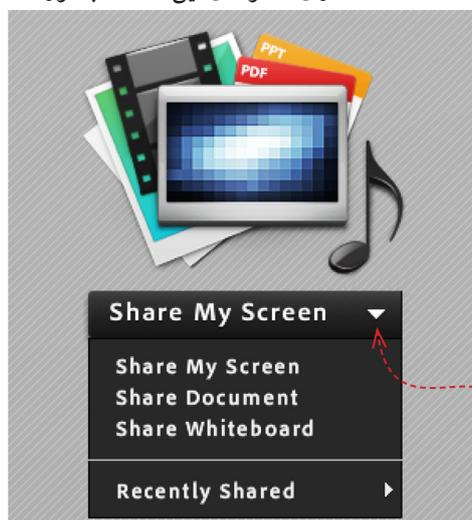 PPT
PDF
Share My Screen
Share My Screen
Share Document
Share Whiteboard
Recently Shared